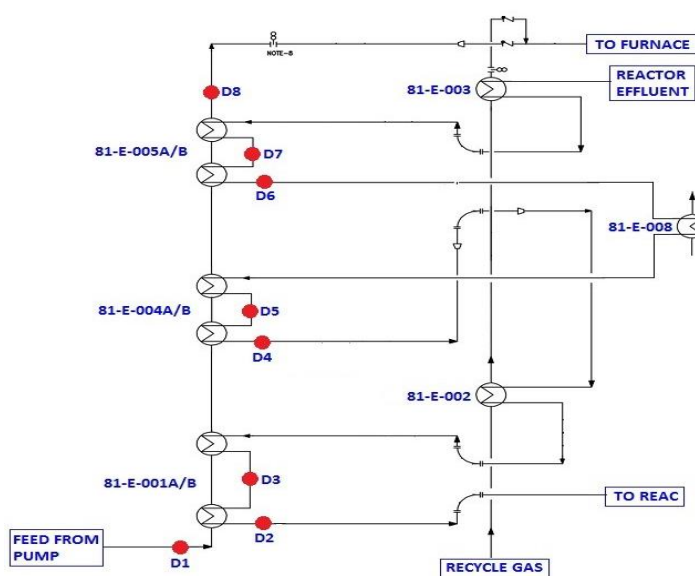 NOTE-8
TO FURNACE
REACTOR
EFFLUENT
81-E-003
D8
81-E-005A/B
D7
D6
81-E-008
81-E-004A/B
D5
D4
81-E-002
81-E-001A/B
D3
TO REAC
D2
FEED FROM
PUMP
D1
RECYCLE GAS